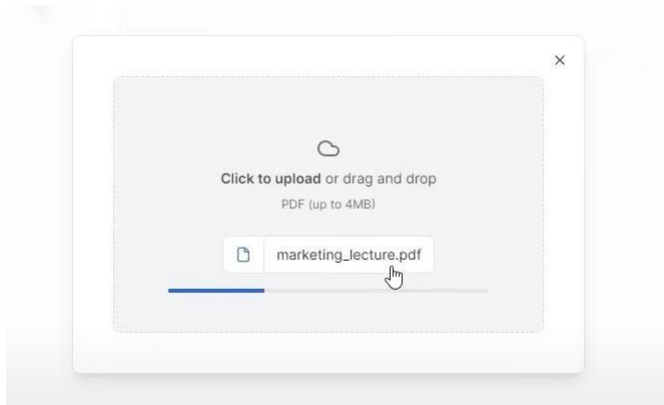 Click to upload or drag and drop
PDF (up to 4MB)
marketing_lecture.pdf